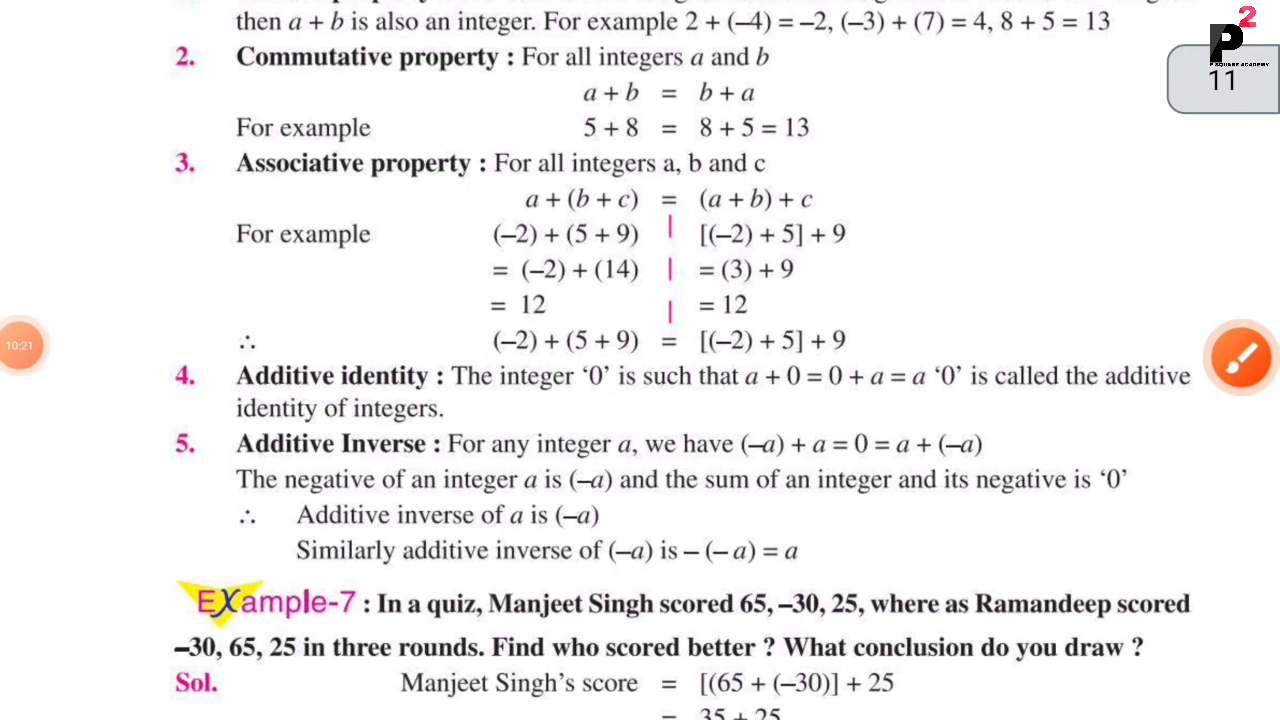 then a + b is also an integer. For example 2 + (–4) = –2, (–3) + (7) = 4, 8 + 5 = 13
P2
P SQUARE ACADEMY
11
2. Commutative property : For all integers a and b
a + b = b + a
For example 5 + 8 = 8 + 5 = 13
3. Associative property : For all integers a, b and c
a + (b + c) = (a + b) + c
For example (–2) + (5 + 9) | [(–2) + 5] + 9
= (–2) + (14) | = (3) + 9
= 12 | = 12
10:21
∴ (–2) + (5 + 9) = [(–2) + 5] + 9
4. Additive identity : The integer ‘0’ is such that a + 0 = 0 + a = a ‘0’ is called the additive
identity of integers.
5. Additive Inverse : For any integer a, we have (–a) + a = 0 = a + (–a)
The negative of an integer a is (–a) and the sum of an integer and its negative is ‘0’
∴ Additive inverse of a is (–a)
Similarly additive inverse of (–a) is – (– a) = a
Example-7 : In a quiz, Manjeet Singh scored 65, –30, 25, where as Ramandeep scored
–30, 65, 25 in three rounds. Find who scored better ? What conclusion do you draw ?
Sol. Manjeet Singh’s score = [(65 + (–30)] + 25
= 35 + 25